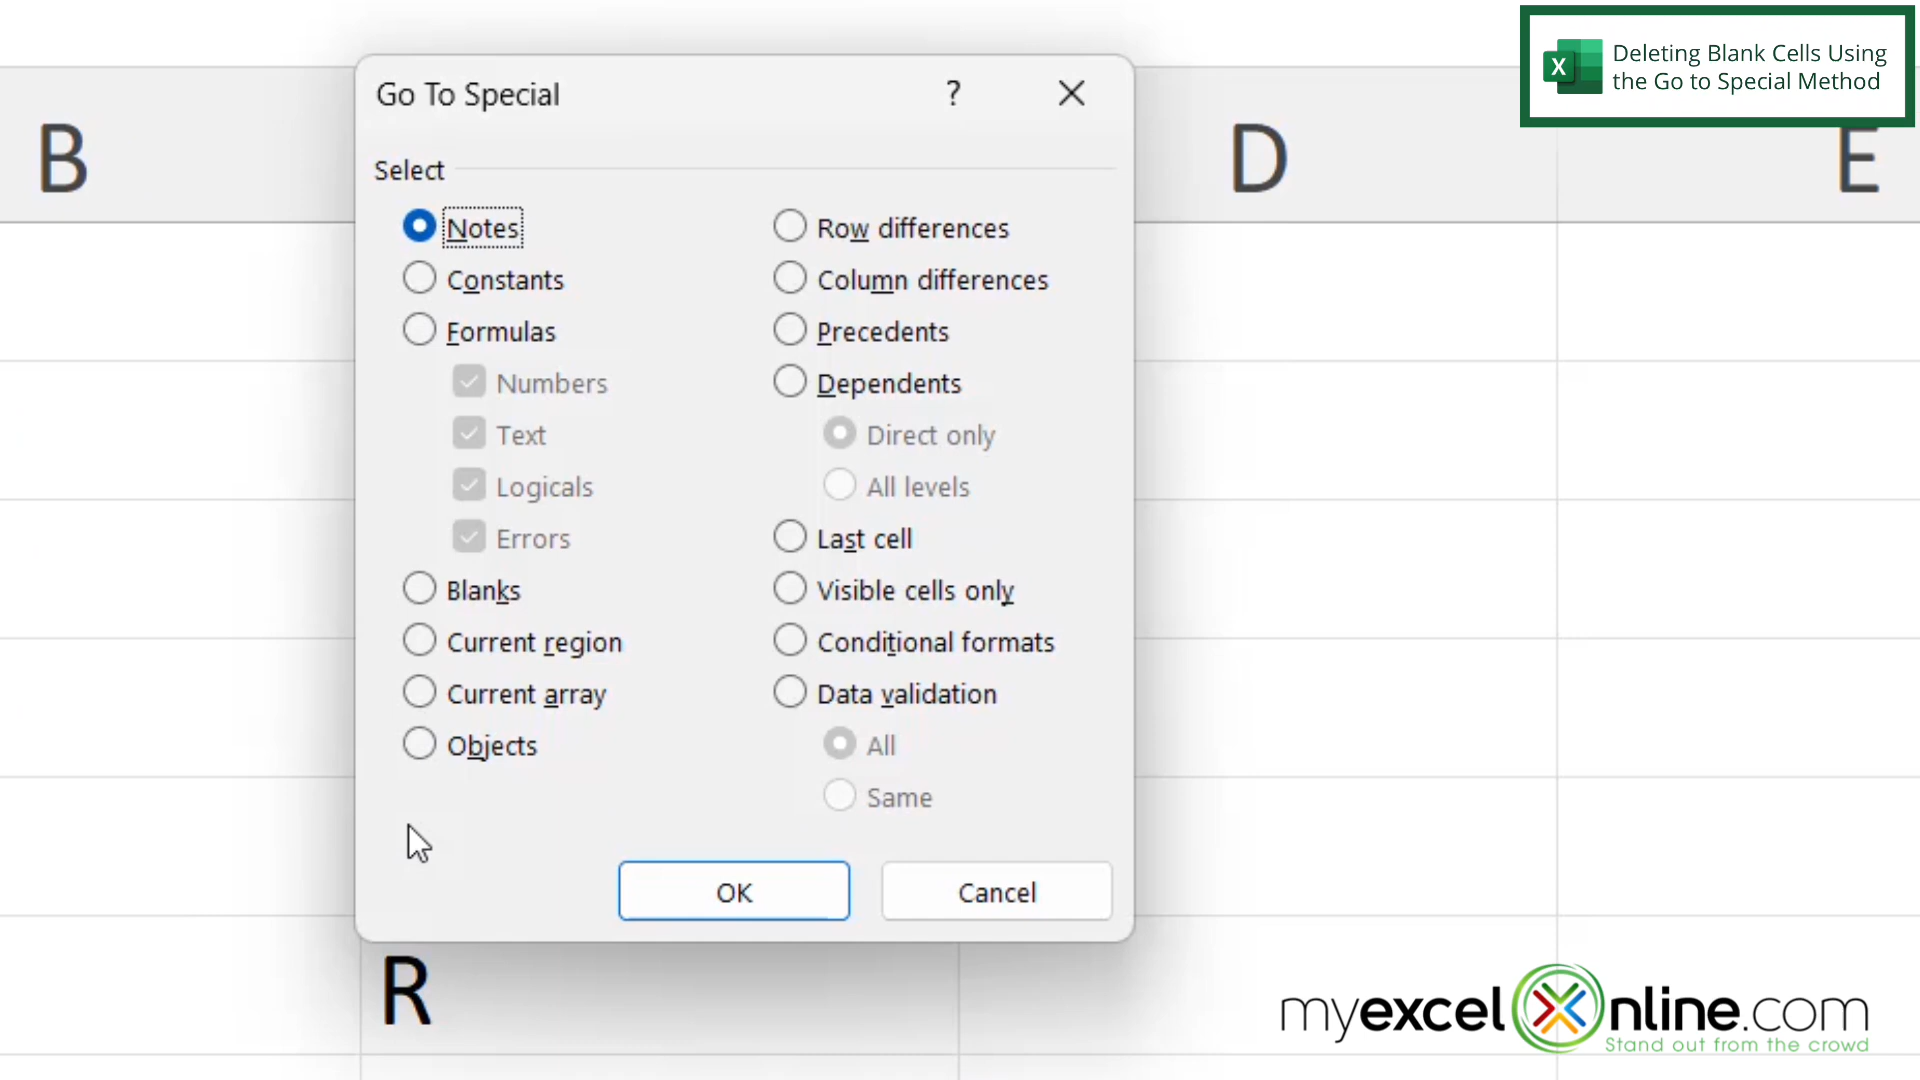 Deleting Blank Cells Using
the Go to Special Method
X
B
D
E
Go To Special
?
Select
Notes
Constants
Formulas
Numbers
Text
Logicals
Errors
Blanks
Current region
Current array
Objects
Row differences
Column differences
Precedents
Dependents
Direct only
All levels
Last cell
Visible cells only
Conditional formats
Data validation
All
Same
OK
Cancel
R
myexcelonline.com
Stand out from the crowd